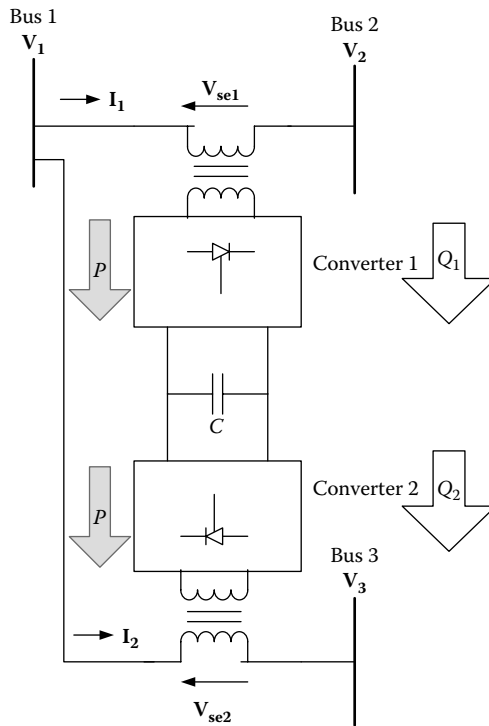 Bus 1
V1
Bus 2
V2
I1
Vse1
P
Converter 1
Q1
C
P
Converter 2
Q2
Bus 3
V3
I2
Vse2